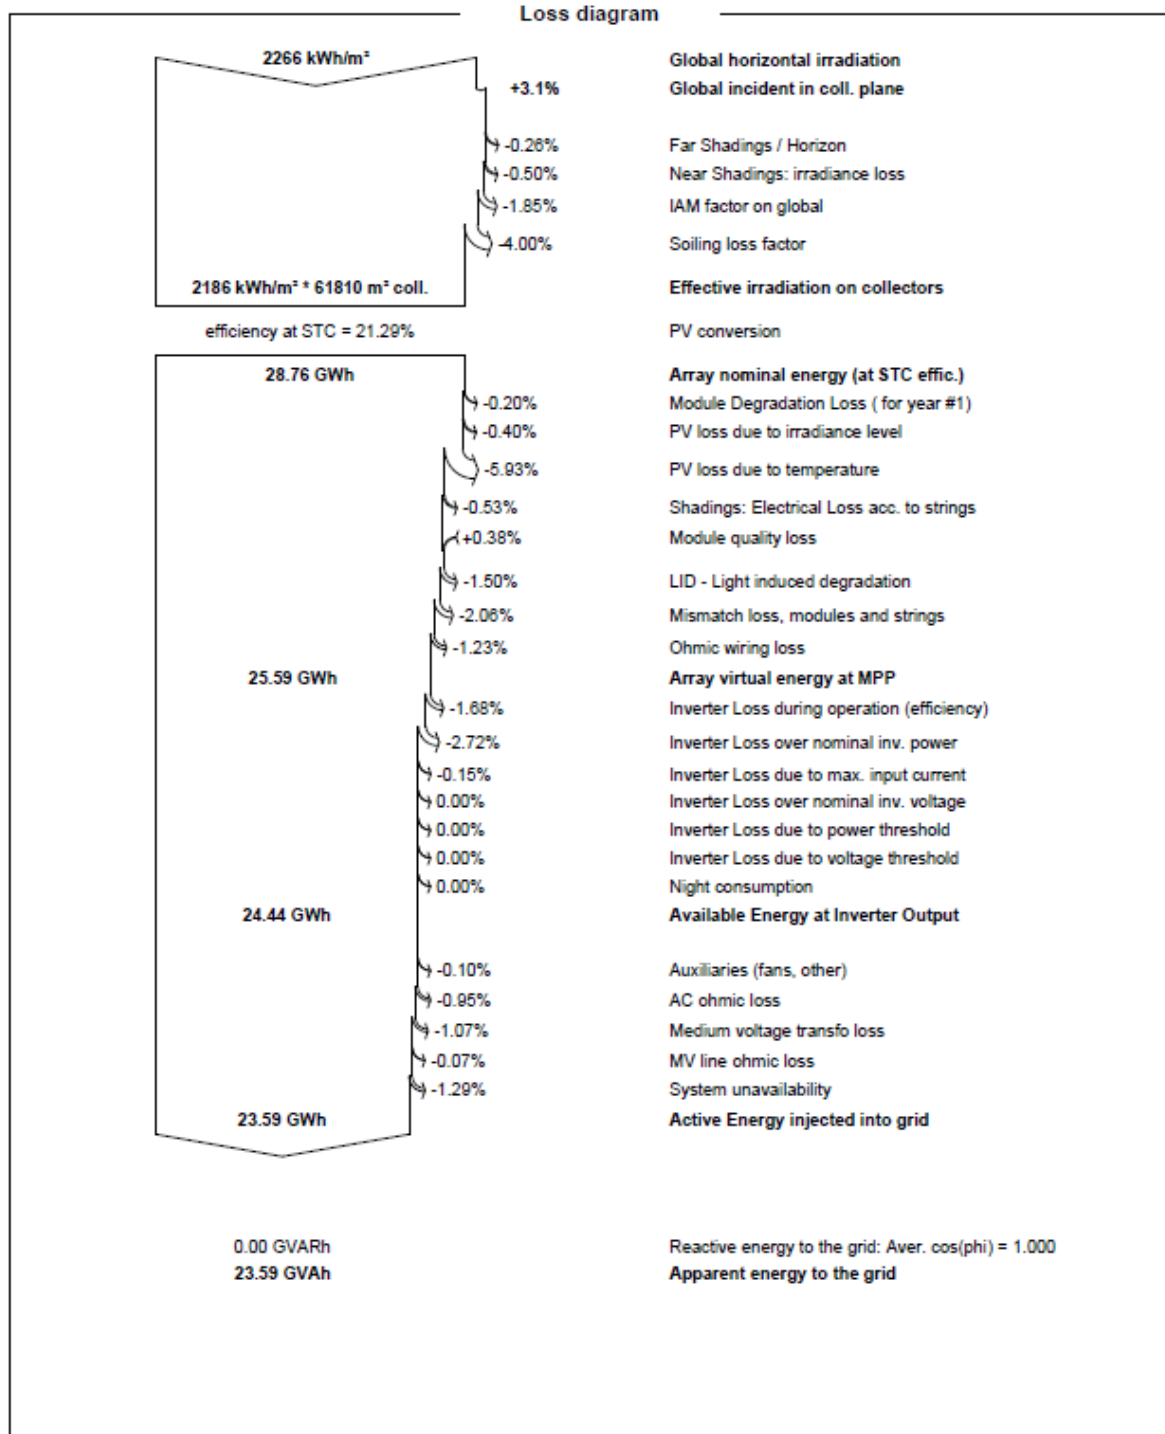 Loss diagram
2266 kWh/m² Global horizontal irradiation
+3.1% Global incident in coll. plane
-0.26% Far Shadings / Horizon
-0.50% Near Shadings: irradiance loss
-1.85% IAM factor on global
-4.00% Soiling loss factor
2186 kWh/m² * 61810 m² coll. Effective irradiation on collectors
efficiency at STC = 21.29% PV conversion
28.76 GWh Array nominal energy (at STC effic.)
-0.20% Module Degradation Loss ( for year #1)
-0.40% PV loss due to irradiance level
-5.93% PV loss due to temperature
-0.53% Shadings: Electrical Loss acc. to strings
+0.38% Module quality loss
-1.50% LID - Light induced degradation
-2.06% Mismatch loss, modules and strings
-1.23% Ohmic wiring loss
25.59 GWh Array virtual energy at MPP
-1.68% Inverter Loss during operation (efficiency)
-2.72% Inverter Loss over nominal inv. power
-0.15% Inverter Loss due to max. input current
0.00% Inverter Loss over nominal inv. voltage
0.00% Inverter Loss due to power threshold
0.00% Inverter Loss due to voltage threshold
0.00% Night consumption
24.44 GWh Available Energy at Inverter Output
-0.10% Auxiliaries (fans, other)
-0.95% AC ohmic loss
-1.07% Medium voltage transfo loss
-0.07% MV line ohmic loss
-1.29% System unavailability
23.59 GWh Active Energy injected into grid
0.00 GVARh Reactive energy to the grid: Aver. cos(phi) = 1.000
23.59 GVAh Apparent energy to the grid